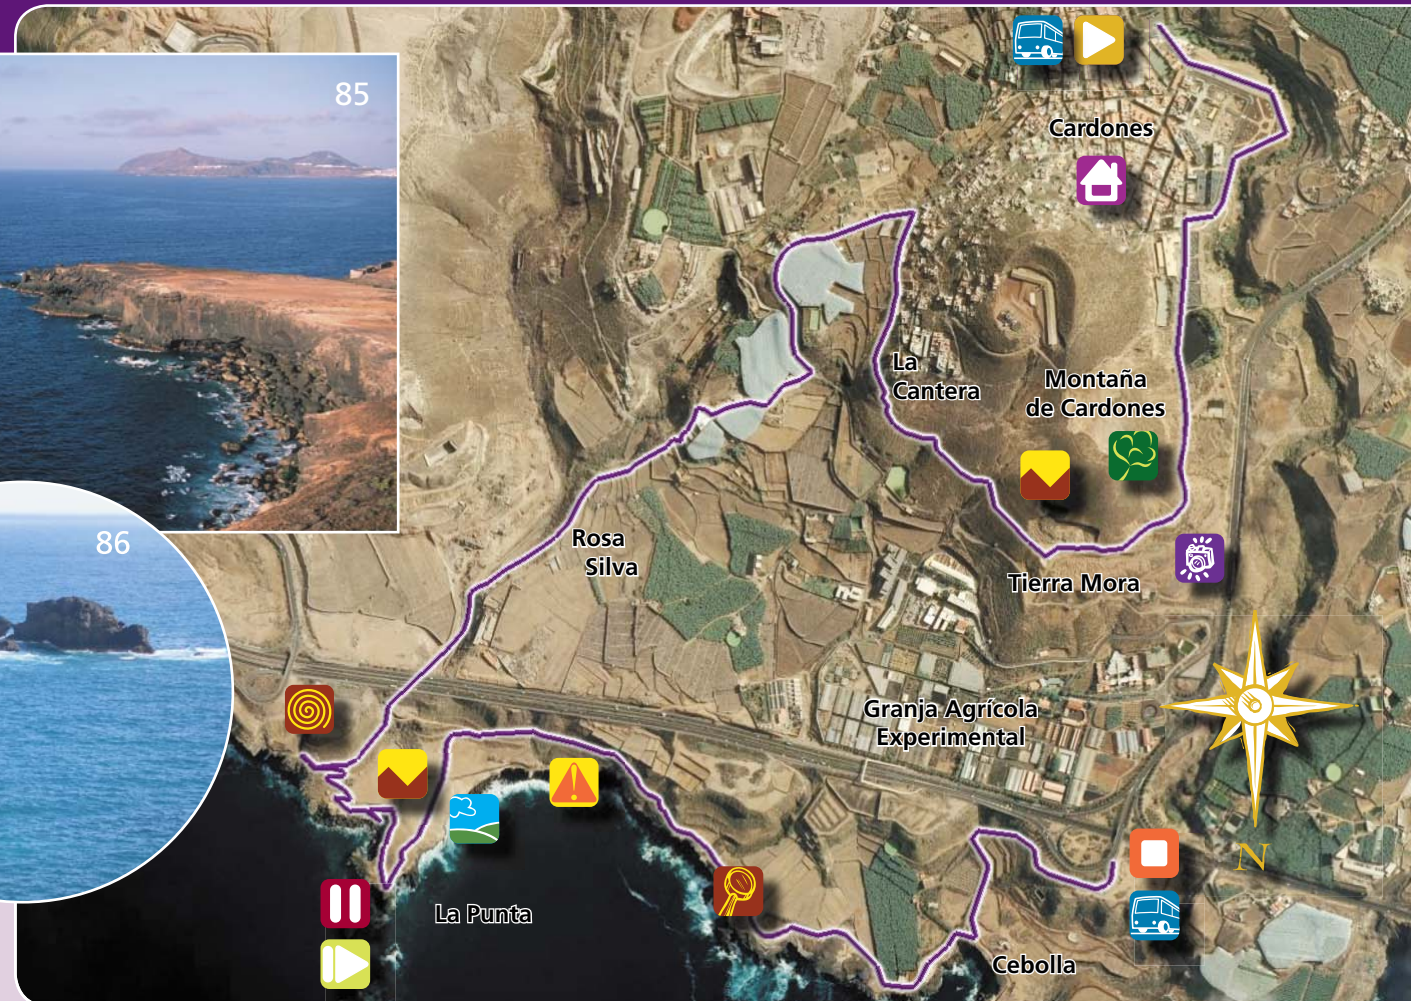 85
Cardones
La
Cantera
Montaña
de Cardones
86
Rosa
Silva
Tierra Mora
Granja Agrícola
Experimental
N
La Punta
Cebolla